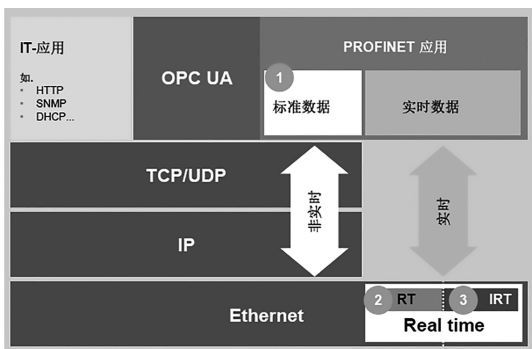 IT-应用
如.
• HTTP
• SNMP
• DHCP...
OPC UA
PROFINET 应用
1
标准数据
实时数据
TCP/UDP
非实时
实时
IP
Ethernet
2 RT
3 IRT
Real time